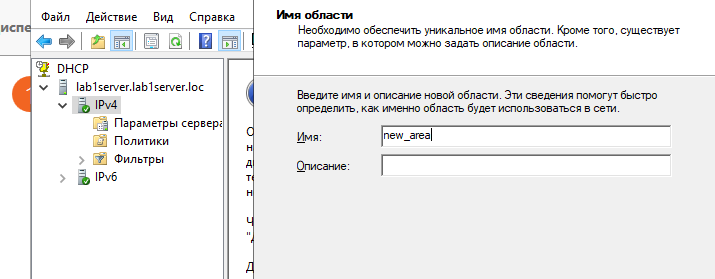 испе
Файл Действие Вид Справка
DHCP
lab1server.lab1server.loc
IPv4
Параметры сервера
Политики
Фильтры
IPv6
Имя области
Необходимо обеспечить уникальное имя области. Кроме того, существует
параметр, в котором можно задать описание области.
Введите имя и описание новой области. Эти сведения помогут быстро
определить, как именно область будет использоваться в сети.
Имя:
new_area
Описание: